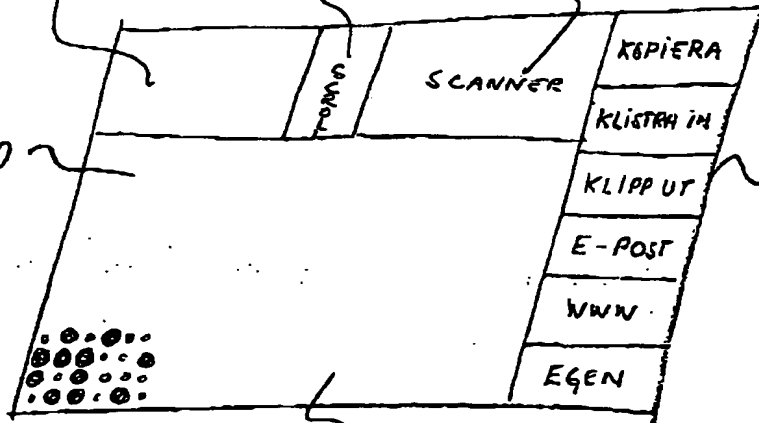 SCANNER
KOPIERA
KLISTRA IN
KLIPP UT
E-POST
WWW
EGEN